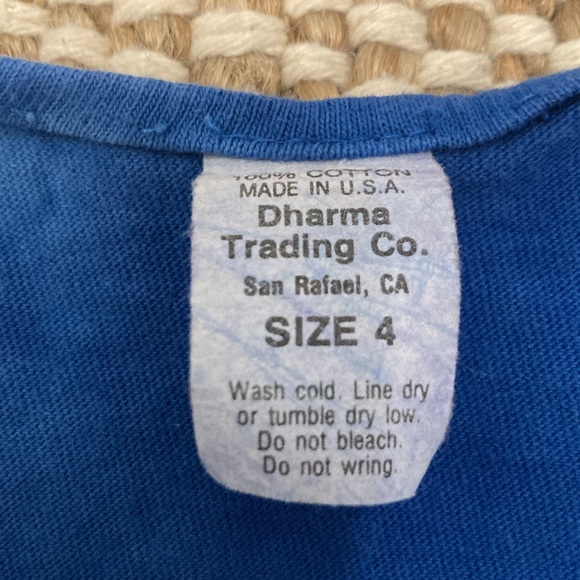 100% COTTON
MADE IN U.S.A.
Dharma
Trading Co.
San Rafael, CA
SIZE 4
Wash cold. Line dry
or tumble dry low.
Do not bleach.
Do not wring.